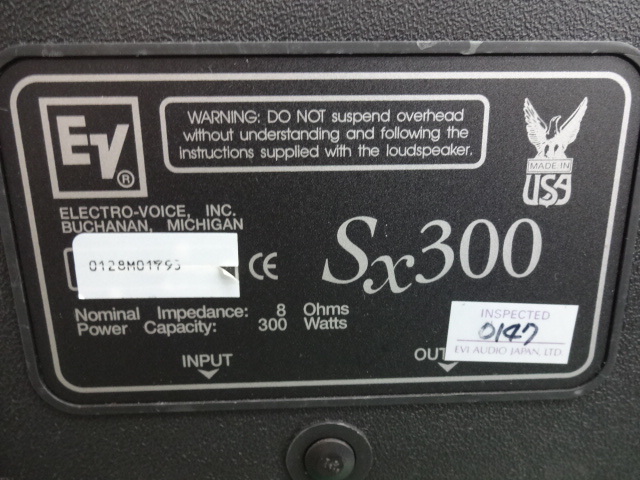 EV®
WARNING: DO NOT suspend overhead
without understanding and following the
instructions supplied with the loudspeaker.
MADE IN
USA
ELECTRO-VOICE, INC.
BUCHANAN, MICHIGAN
0128M01993
CE
Sx300
Nominal Impedance: 8 Ohms
Power Capacity: 300 Watts
INSPECTED
0147
EVI AUDIO JAPAN, LTD.
INPUT